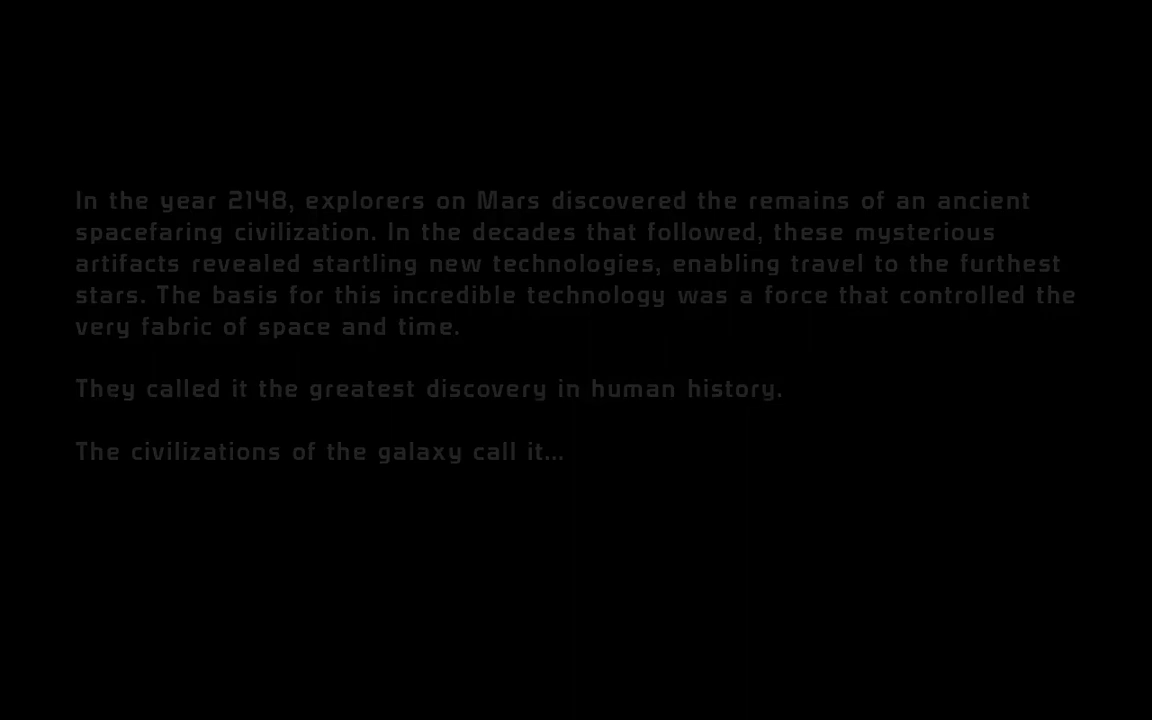 In the year 2148, explorers on Mars discovered the remains of an ancient
spacefaring civilization. In the decades that followed, these mysterious
artifacts revealed startling new technologies, enabling travel to the furthest
stars. The basis for this incredible technology was a force that controlled the
very fabric of space and time.
They called it the greatest discovery in human history.
The civilizations of the galaxy call it...